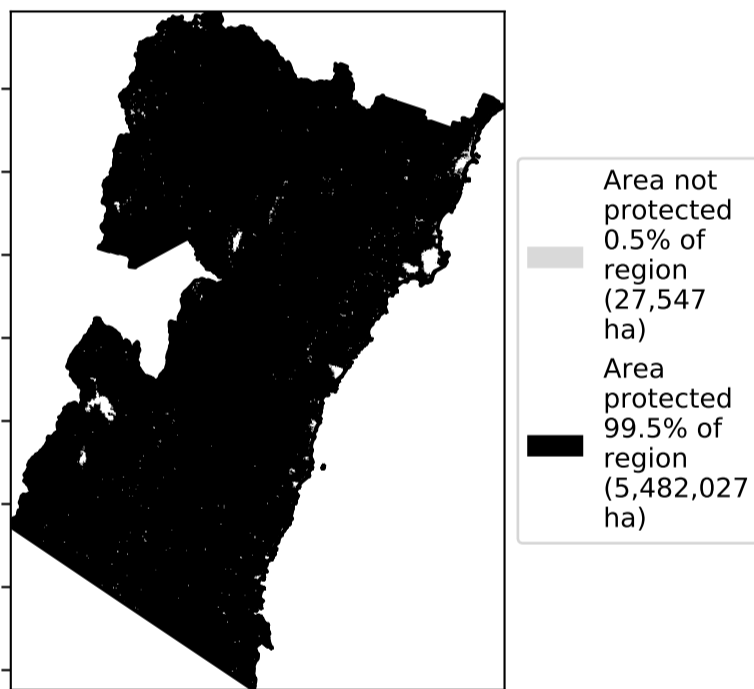 Area not
protected
0.5% of
region
(27,547
ha)
Area
protected
99.5% of
region
(5,482,027
ha)